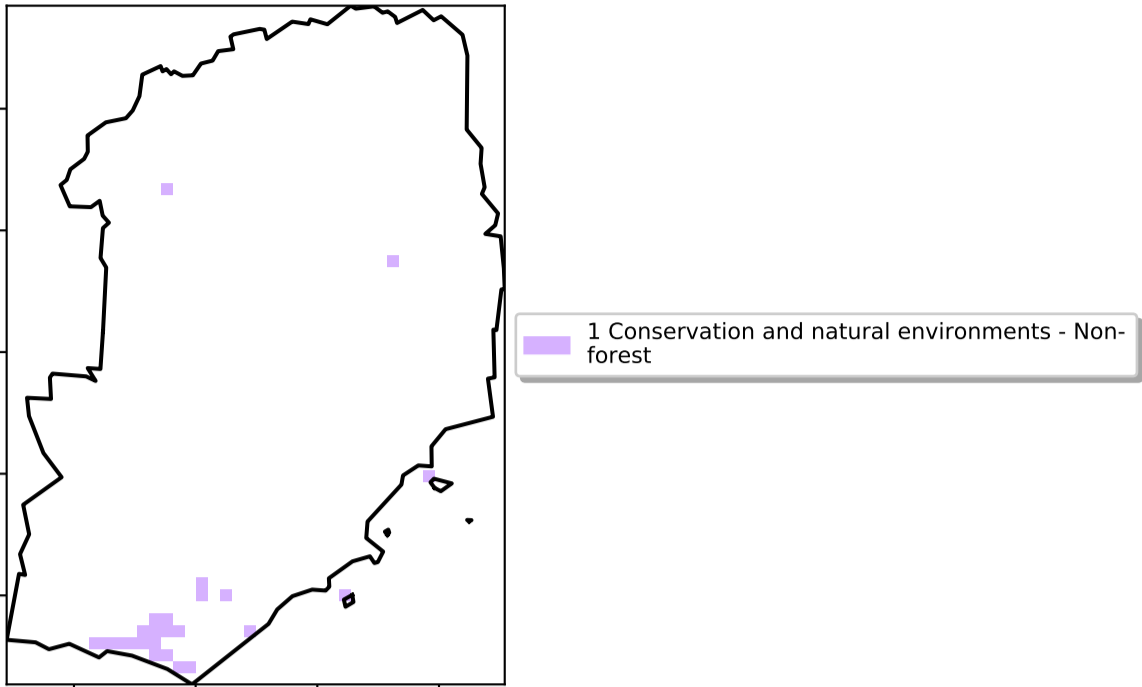 1 Conservation and natural environments - Non-
forest